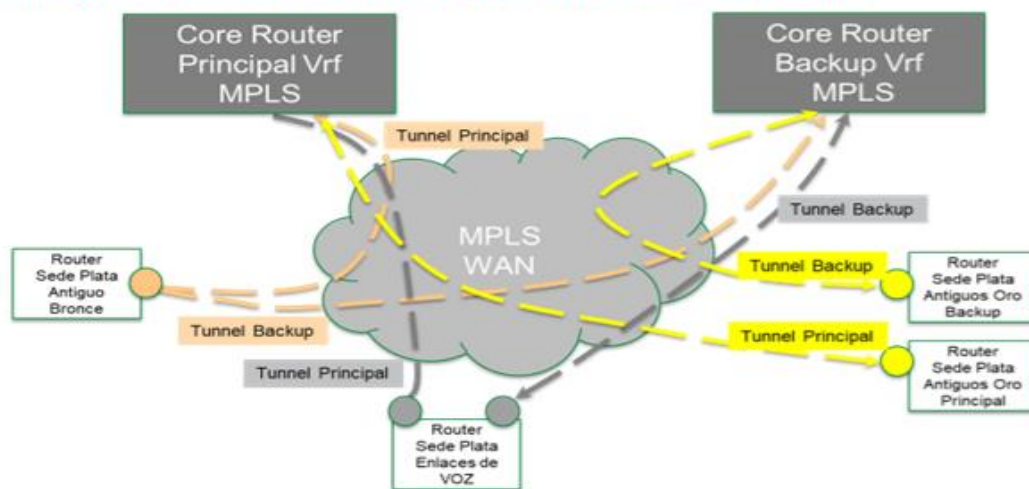 Core Router
Principal Vrf
MPLS
Core Router
Backup Vrf
MPLS
Tunnel Principal
Tunnel Backup
MPLS
WAN
Router
Sede Plata
Antiguo
Bronce
Tunnel Backup
Router
Sede Plata
Antiguos Oro
Backup
Tunnel Backup
Tunnel Principal
Tunnel Principal
Router
Sede Plata
Antiguos Oro
Principal
Router
Sede Plata
Enlaces de
VOZ